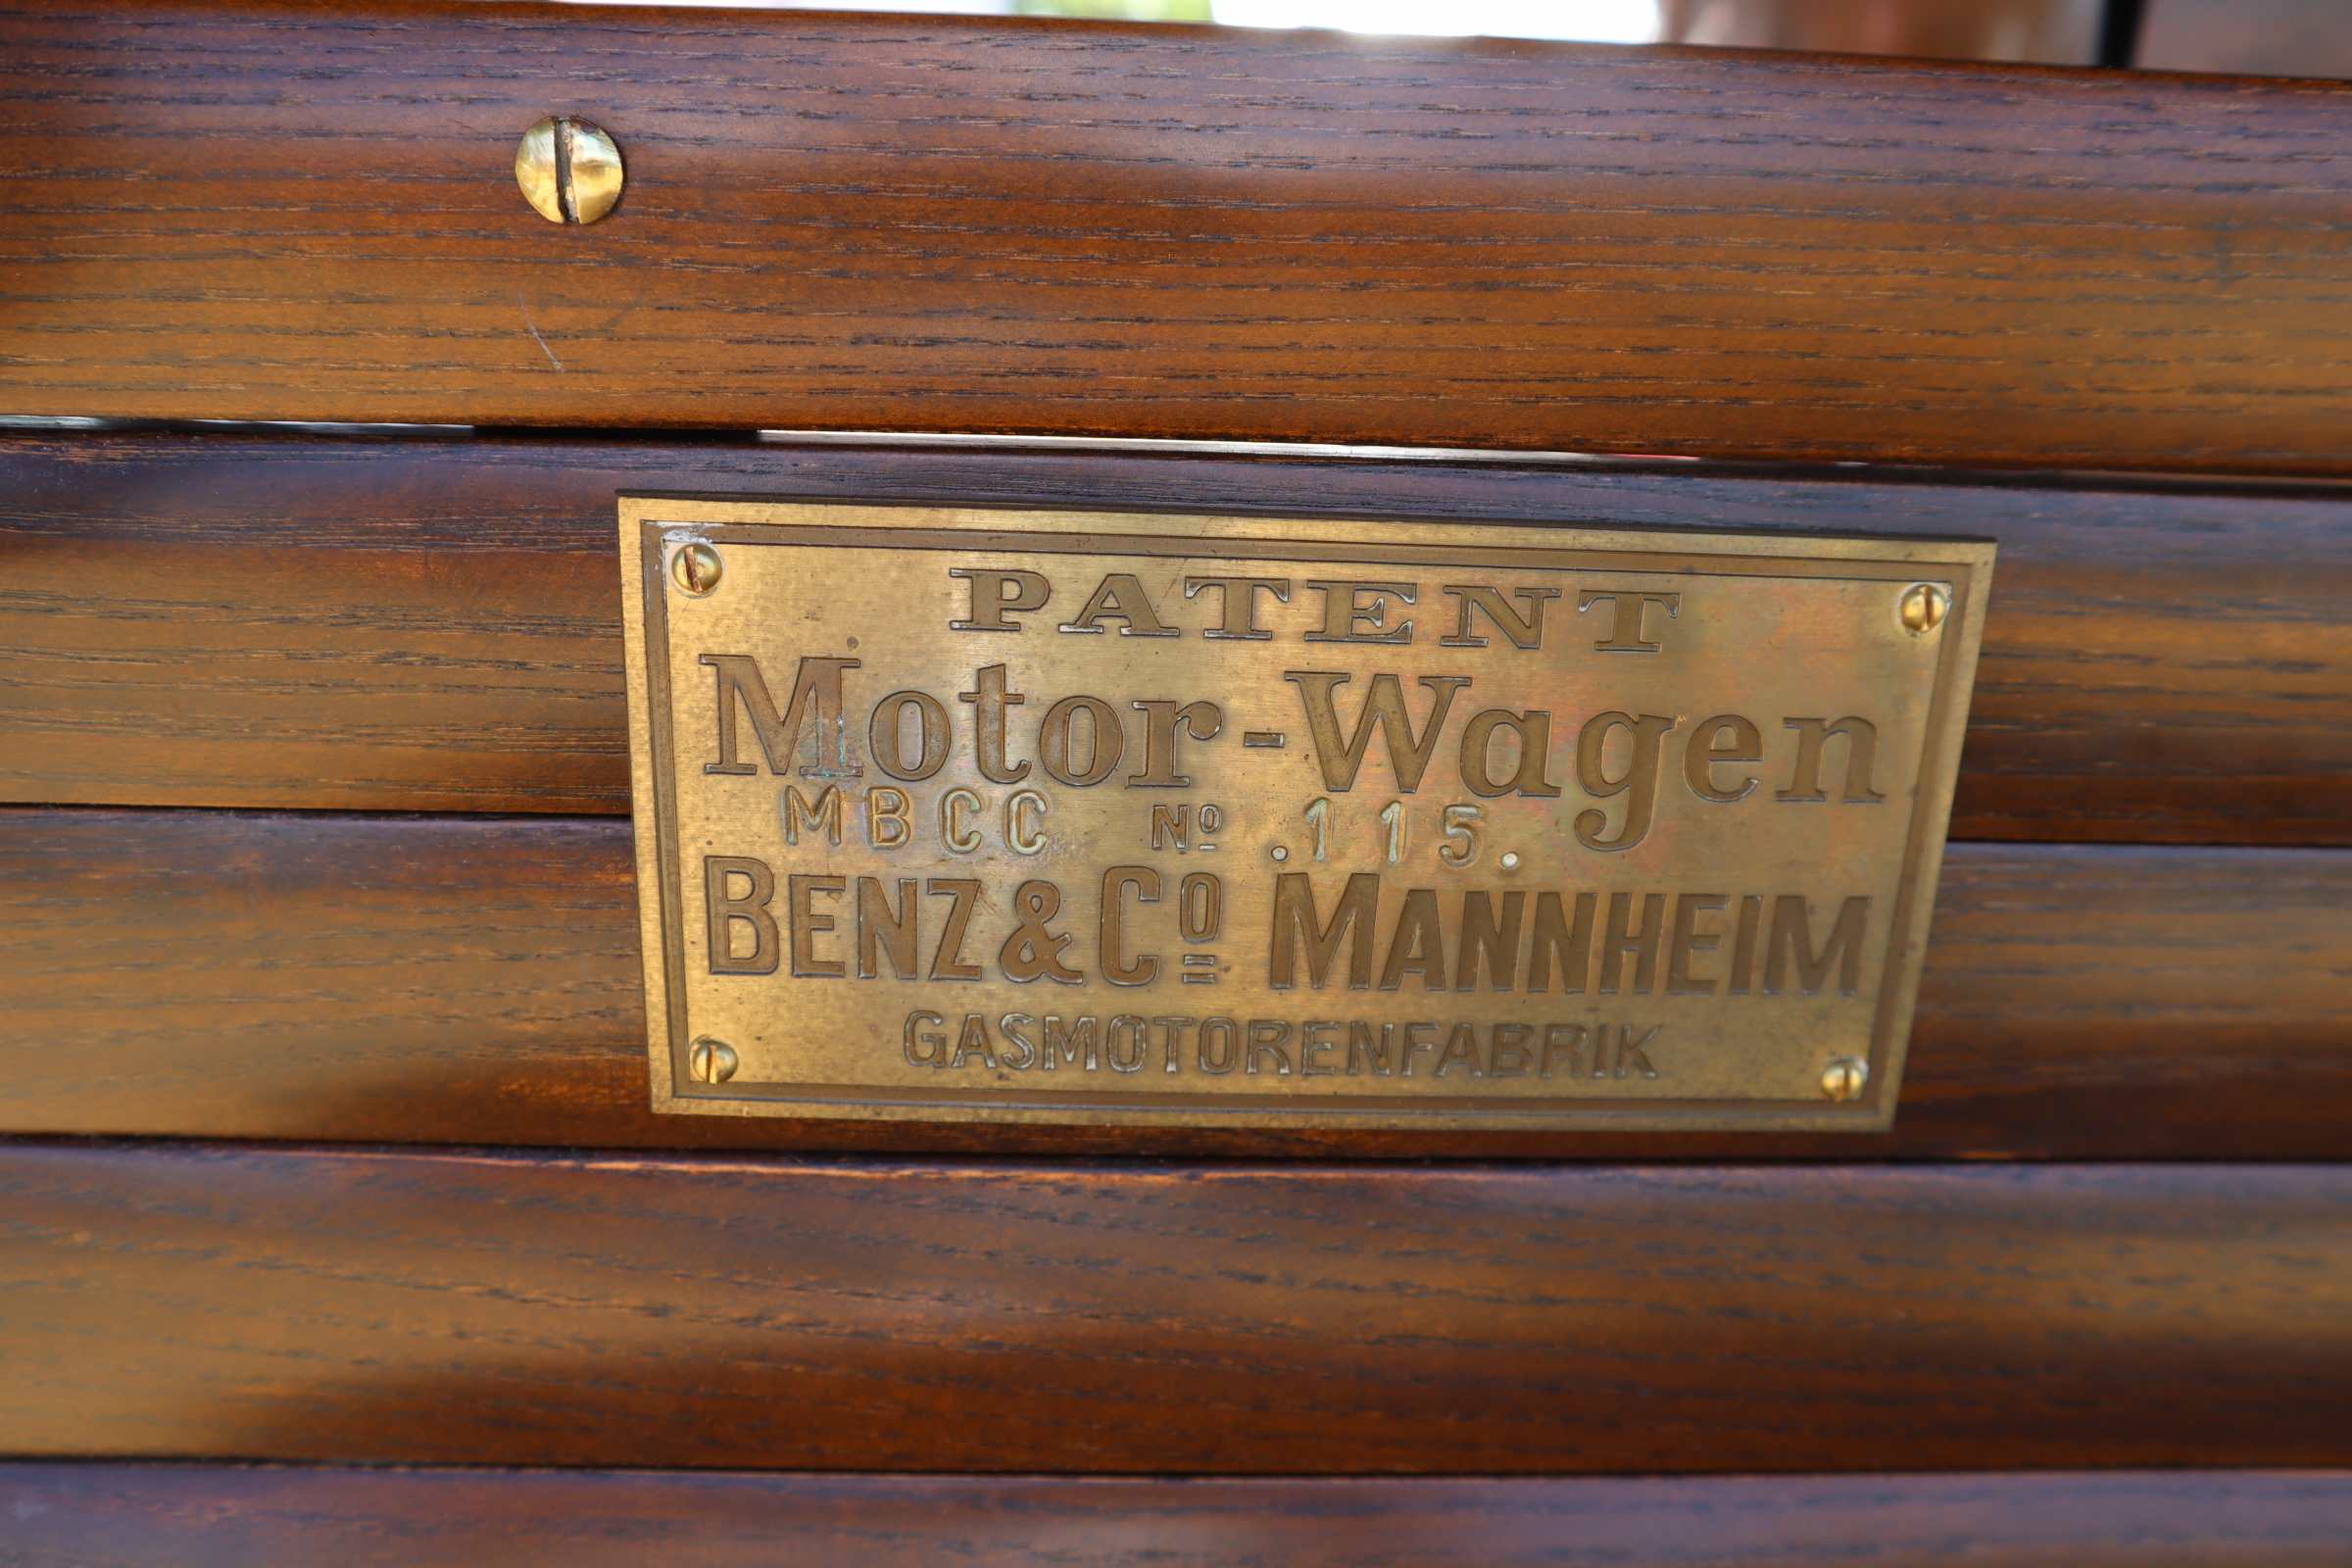 PATENT
Motor-Wagen
MBCC Nº .115.
BENZ & Cº MANNHEIM
GASMOTORENFABRIK